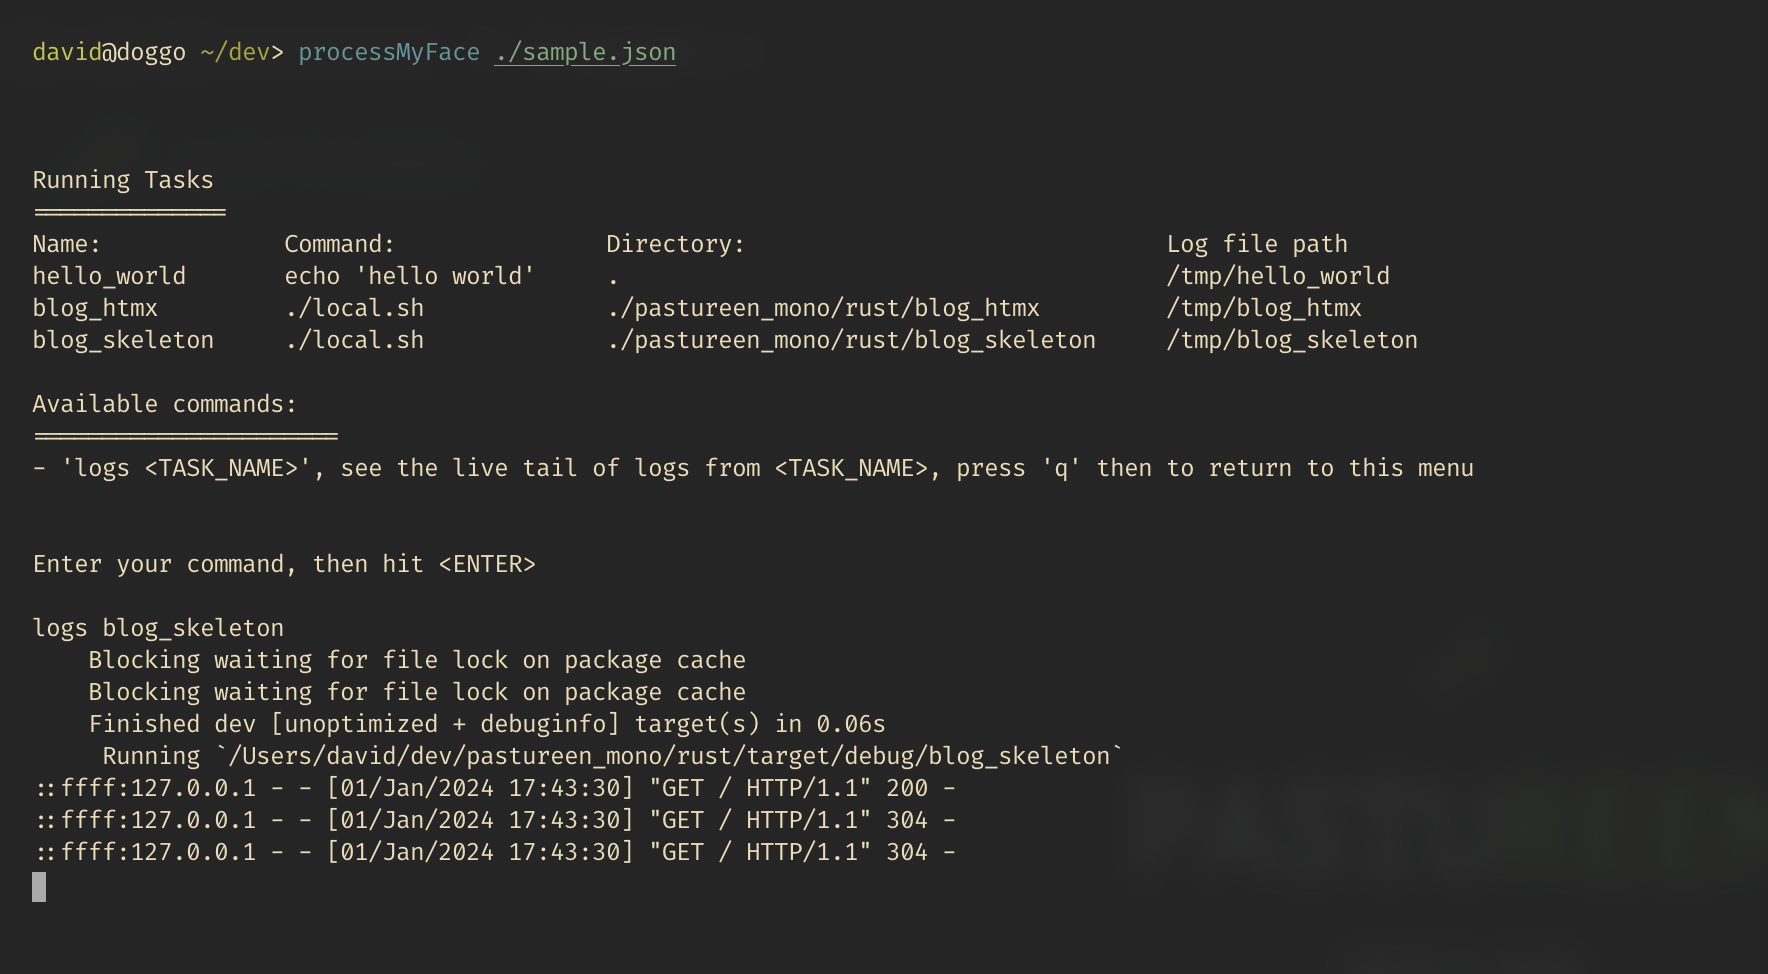 david@doggo ~/dev> processMyFace ./sample.json
Running Tasks
==============
Name: Command: Directory: Log file path
hello_world echo 'hello world' . /tmp/hello_world
blog_htmx ./local.sh ./pastureen_mono/rust/blog_htmx /tmp/blog_htmx
blog_skeleton ./local.sh ./pastureen_mono/rust/blog_skeleton /tmp/blog_skeleton
Available commands:
======================
- 'logs <TASK_NAME>', see the live tail of logs from <TASK_NAME>, press 'q' then to return to this menu
Enter your command, then hit <ENTER>
logs blog_skeleton
Blocking waiting for file lock on package cache
Blocking waiting for file lock on package cache
Finished dev [unoptimized + debuginfo] target(s) in 0.06s
Running `/Users/david/dev/pastureen_mono/rust/target/debug/blog_skeleton`
::ffff:127.0.0.1 - - [01/Jan/2024 17:43:30] "GET / HTTP/1.1" 200 -
::ffff:127.0.0.1 - - [01/Jan/2024 17:43:30] "GET / HTTP/1.1" 304 -
::ffff:127.0.0.1 - - [01/Jan/2024 17:43:30] "GET / HTTP/1.1" 304 -